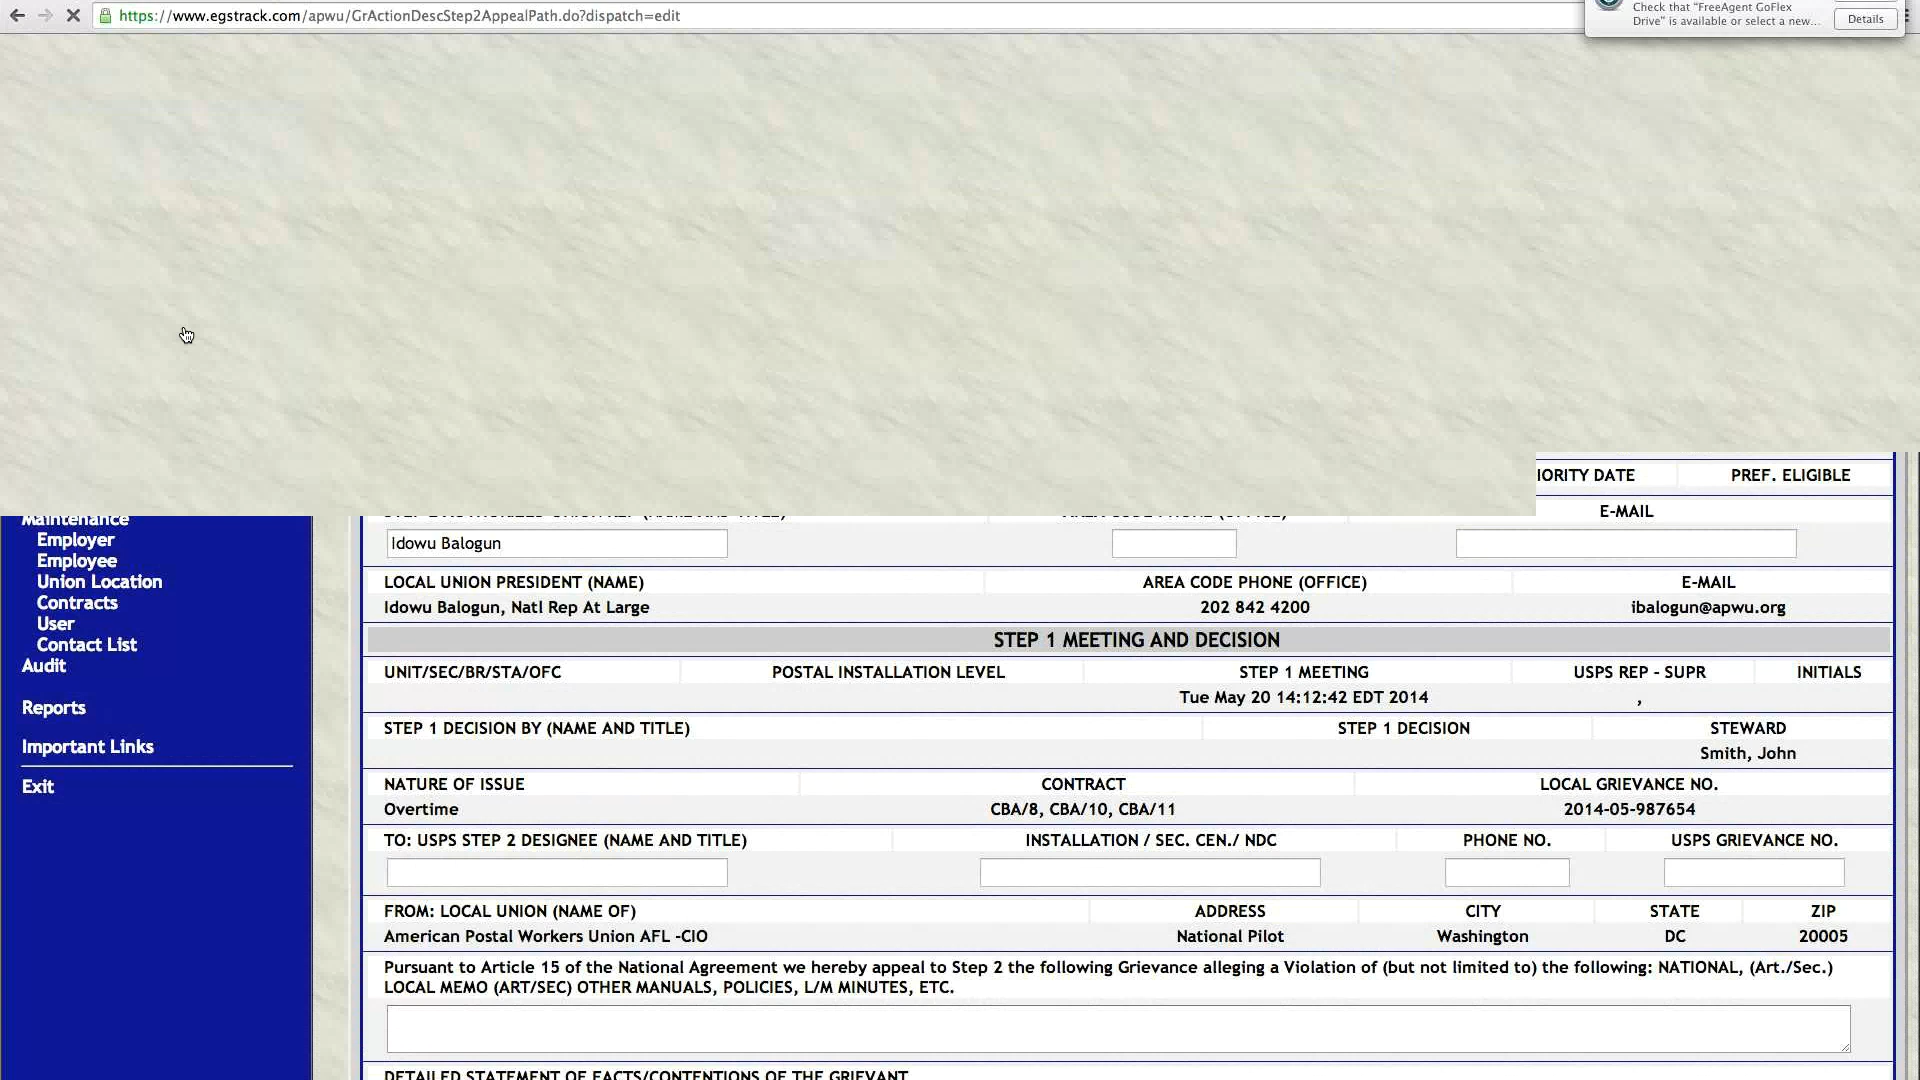 https://www.egstrack.com/apwu/GrActionDescStep2AppealPath.do?dispatch=edit
Check that "FreeAgent GoFlex
Drive" is available or select a new...
Details
IORITY DATE PREF. ELIGIBLE
E-MAIL
Maintenance
Employer
Employee
Union Location
Contracts
User
Contact List
Audit
Reports
Important Links
Exit
Idowu Balogun
LOCAL UNION PRESIDENT (NAME) AREA CODE PHONE (OFFICE) E-MAIL
Idowu Balogun, Natl Rep At Large 202 842 4200 ibalogun@apwu.org
STEP 1 MEETING AND DECISION
UNIT/SEC/BR/STA/OFC POSTAL INSTALLATION LEVEL STEP 1 MEETING USPS REP - SUPR INITIALS
Tue May 20 14:12:42 EDT 2014 ,
STEP 1 DECISION BY (NAME AND TITLE) STEP 1 DECISION STEWARD
Smith, John
NATURE OF ISSUE CONTRACT LOCAL GRIEVANCE NO.
Overtime CBA/8, CBA/10, CBA/11 2014-05-987654
TO: USPS STEP 2 DESIGNEE (NAME AND TITLE) INSTALLATION / SEC. CEN./ NDC PHONE NO. USPS GRIEVANCE NO.
FROM: LOCAL UNION (NAME OF) ADDRESS CITY STATE ZIP
American Postal Workers Union AFL -CIO National Pilot Washington DC 20005
Pursuant to Article 15 of the National Agreement we hereby appeal to Step 2 the following Grievance alleging a Violation of (but not limited to) the following: NATIONAL, (Art./Sec.)
LOCAL MEMO (ART/SEC) OTHER MANUALS, POLICIES, L/M MINUTES, ETC.
DETAILED STATEMENT OF FACTS/CONTENTIONS OF THE GRIEVANT